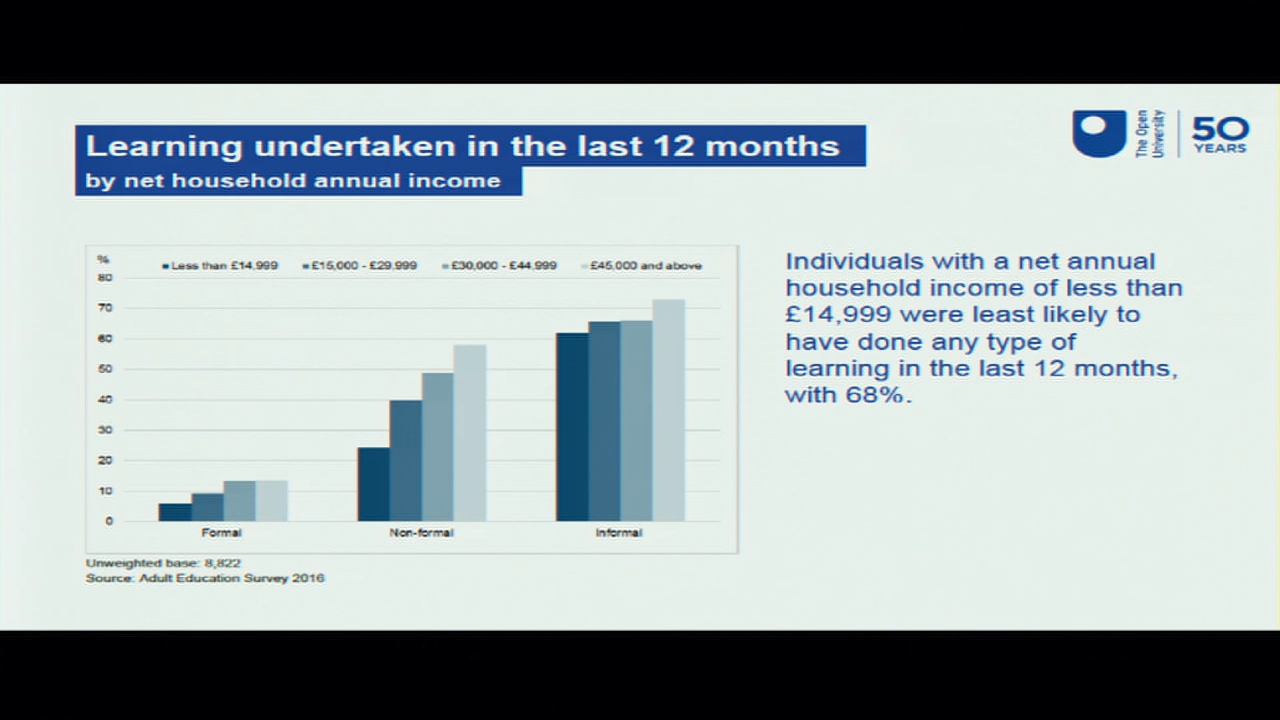 Learning undertaken in the last 12 months
by net household annual income
The Open
University
50
YEARS
%
Less than £14,999
£15,000 - £29,999
£30,000 - £44,999
£45,000 and above
80
70
60
50
40
30
20
10
0
Formal
Non-formal
Informal
Unweighted base: 8,822
Source: Adult Education Survey 2016
Individuals with a net annual
household income of less than
£14,999 were least likely to
have done any type of
learning in the last 12 months,
with 68%.